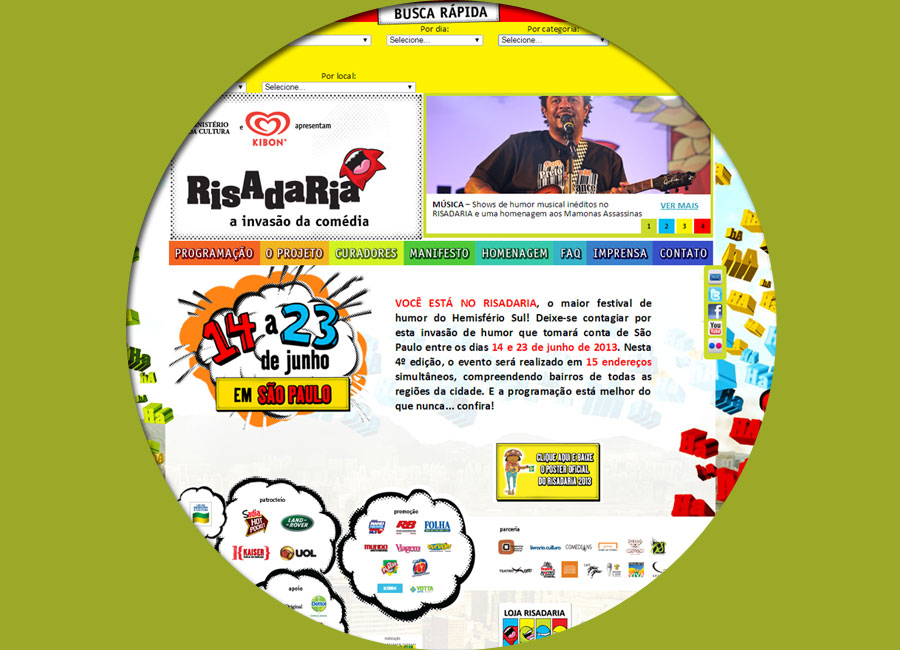 BUSCA RÁPIDA
Por dia:
Por categoria:
Selecione...
Selecione...
Por local:
Selecione...
e
apresentam
DA CULTURA
KIBON
RISADARIA
a invasão da comédia
MÚSICA – Shows de humor musical inéditos no
RISADARIA e uma homenagem aos Mamonas Assassinas
VER MAIS
1 2 3 4
PROGRAMAÇÃO O PROJETO CURADORES MANIFESTO HOMENAGEM FAQ IMPRENSA CONTATO
14 a 23
de junho
EM SÃO PAULO
VOCÊ ESTÁ NO RISADARIA, o maior festival de
humor do Hemisfério Sul! Deixe-se contagiar por
esta invasão de humor que tomará conta de São
Paulo entre os dias 14 e 23 de junho de 2013. Nesta
4ª edição, o evento será realizado em 15 endereços
simultâneos, compreendendo bairros de todas as
regiões da cidade. E a programação está melhor do
que nunca... confira!
You
CLIQUE AQUI E BAIXE
O POSTER OFICIAL
DO RISADARIA 2013
patrocínio
Sadia
HOT POCKET
LAND-ROVER
KAISER
UOL
apoio
Original
Dettol
promoção
FOLHA
mundo
Viagem
VOTTA
parceria
livraria cultura
COMEDIANS
LOJA RISADARIA